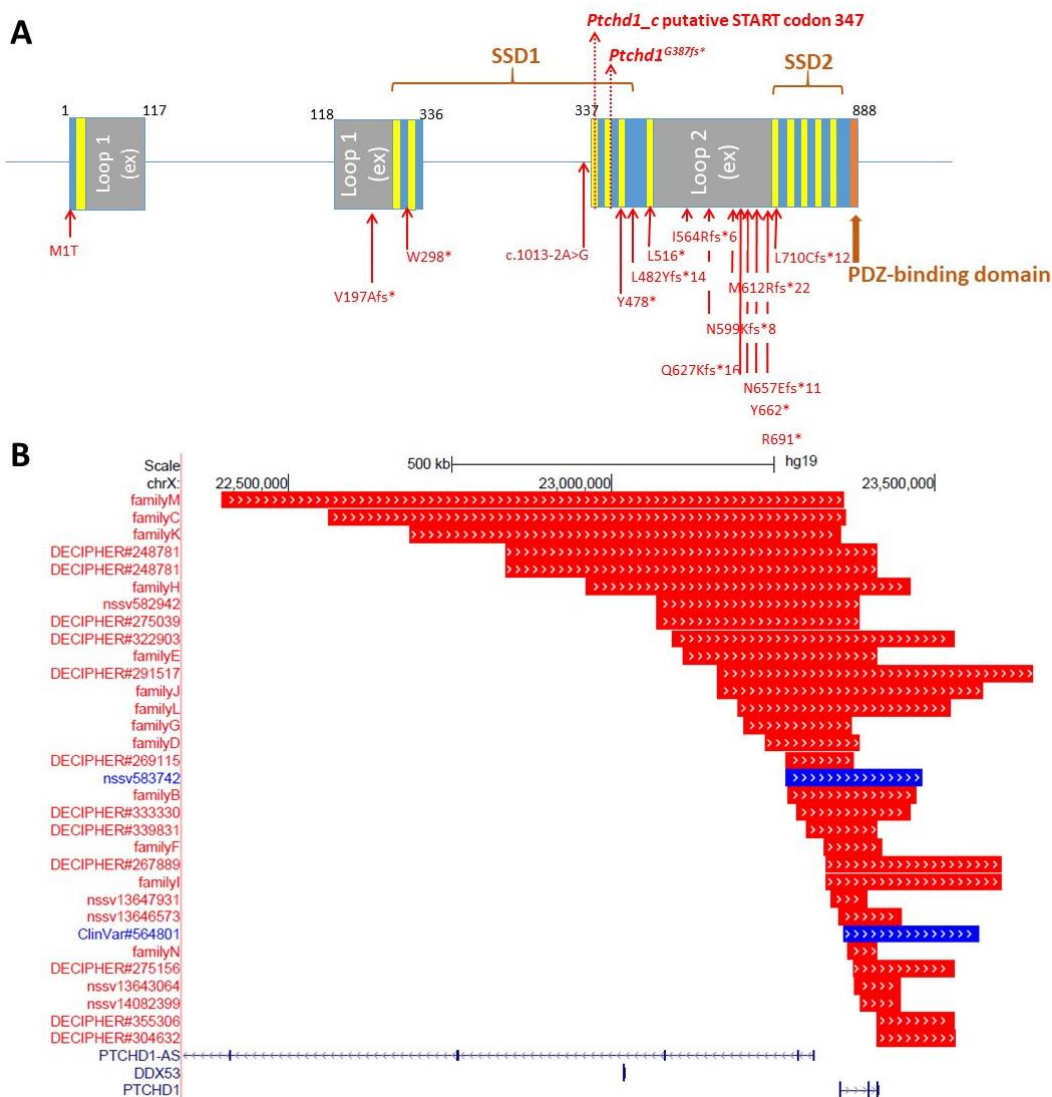 A
Ptchd1_c putative START codon 347
Ptchd1G387fs*
SSD1
SSD2
1
117
118
336
337
888
Loop 1
(ex)
Loop 1
(ex)
Loop 2
(ex)
M1T
V197Afs*
W298*
c.1013-2A>G
I564Rfs*6
L516*
L710Cfs*12
L482Yfs*14
PDZ-binding domain
Y478*
M612Rfs*22
N599Kfs*8
Q627Kfs*16
N657Efs*11
Y662*
R691*
B
Scale
500 kb
hg19
chrX:
22,500,000
23,000,000
23,500,000
familyM
familyC
familyK
DECIPHER#248781
DECIPHER#248781
familyH
nssv582942
DECIPHER#275039
DECIPHER#322903
familyE
DECIPHER#291517
familyJ
familyL
familyG
familyD
DECIPHER#269115
nssv583742
familyB
DECIPHER#333330
DECIPHER#339831
familyF
DECIPHER#267889
familyI
nssv13647931
nssv13646573
ClinVar#564801
familyN
DECIPHER#275156
nssv13643064
nssv14082399
DECIPHER#355306
DECIPHER#304632
PTCHD1-AS
DDX53
PTCHD1